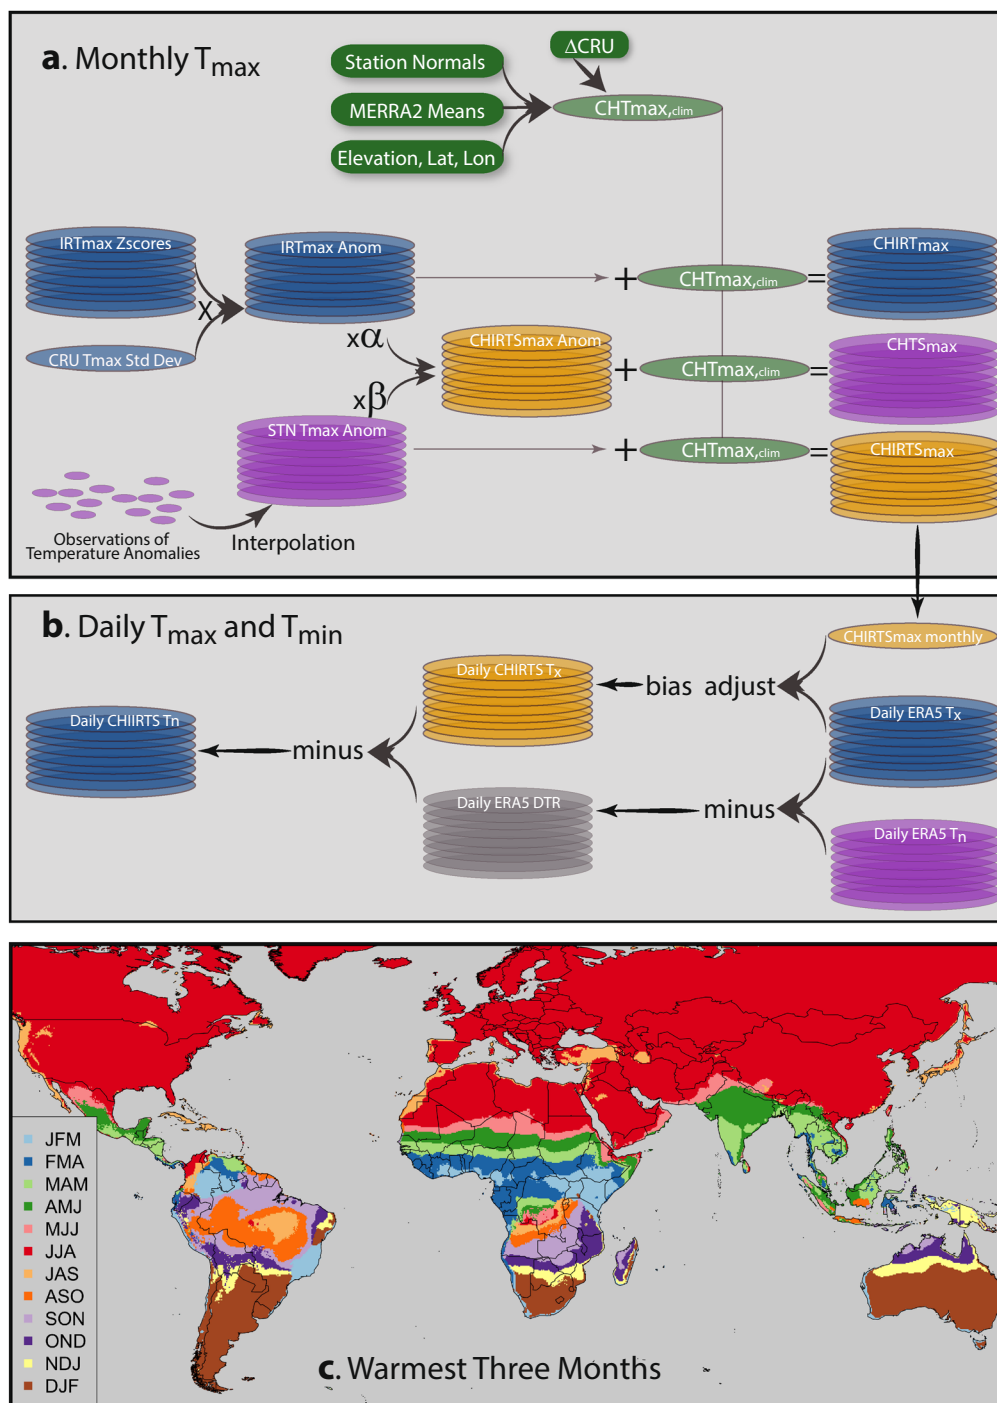 a. Monthly Tmax
ΔCRU
Station Normals
MERRA2 Means
CHTmax,clim
Elevation, Lat, Lon
IRTmax Zscores
IRTmax Anom
CHIRTmax
+
CHTmax,clim
=
X
CRU Tmax Std Dev
xα
CHIRTSmax Anom
+
CHTmax,clim
=
CHTSmax
xβ
STN Tmax Anom
+
CHTmax,clim
=
CHIRTSmax
Observations of
Temperature Anomalies
Interpolation
b. Daily Tmax and Tmin
CHIRTSmax monthly
Daily CHIRTS Tx
bias adjust
Daily ERA5 Tx
Daily CHIIRTS Tn
minus
Daily ERA5 DTR
minus
Daily ERA5 Tn
JFM
FMA
MAM
AMJ
MJJ
JJA
JAS
ASO
SON
OND
NDJ
DJF
c. Warmest Three Months